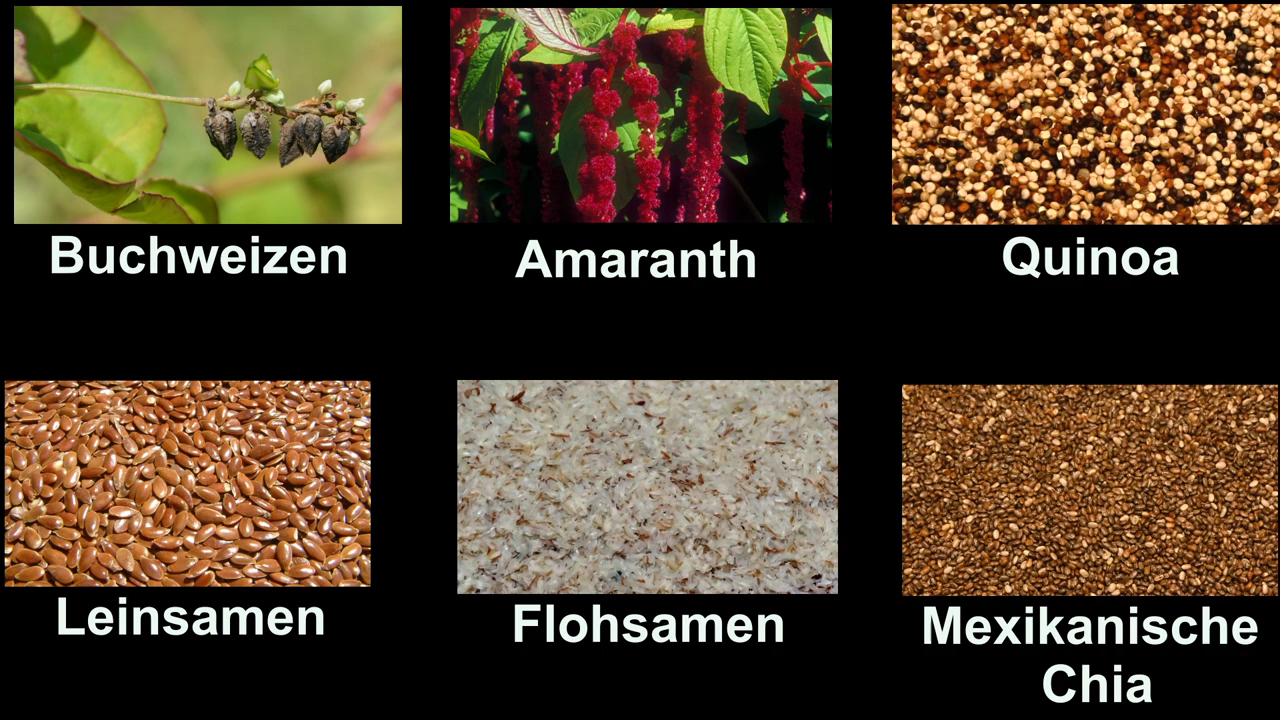 Buchweizen
Amaranth
Quinoa
Leinsamen
Flohsamen
Mexikanische
Chia